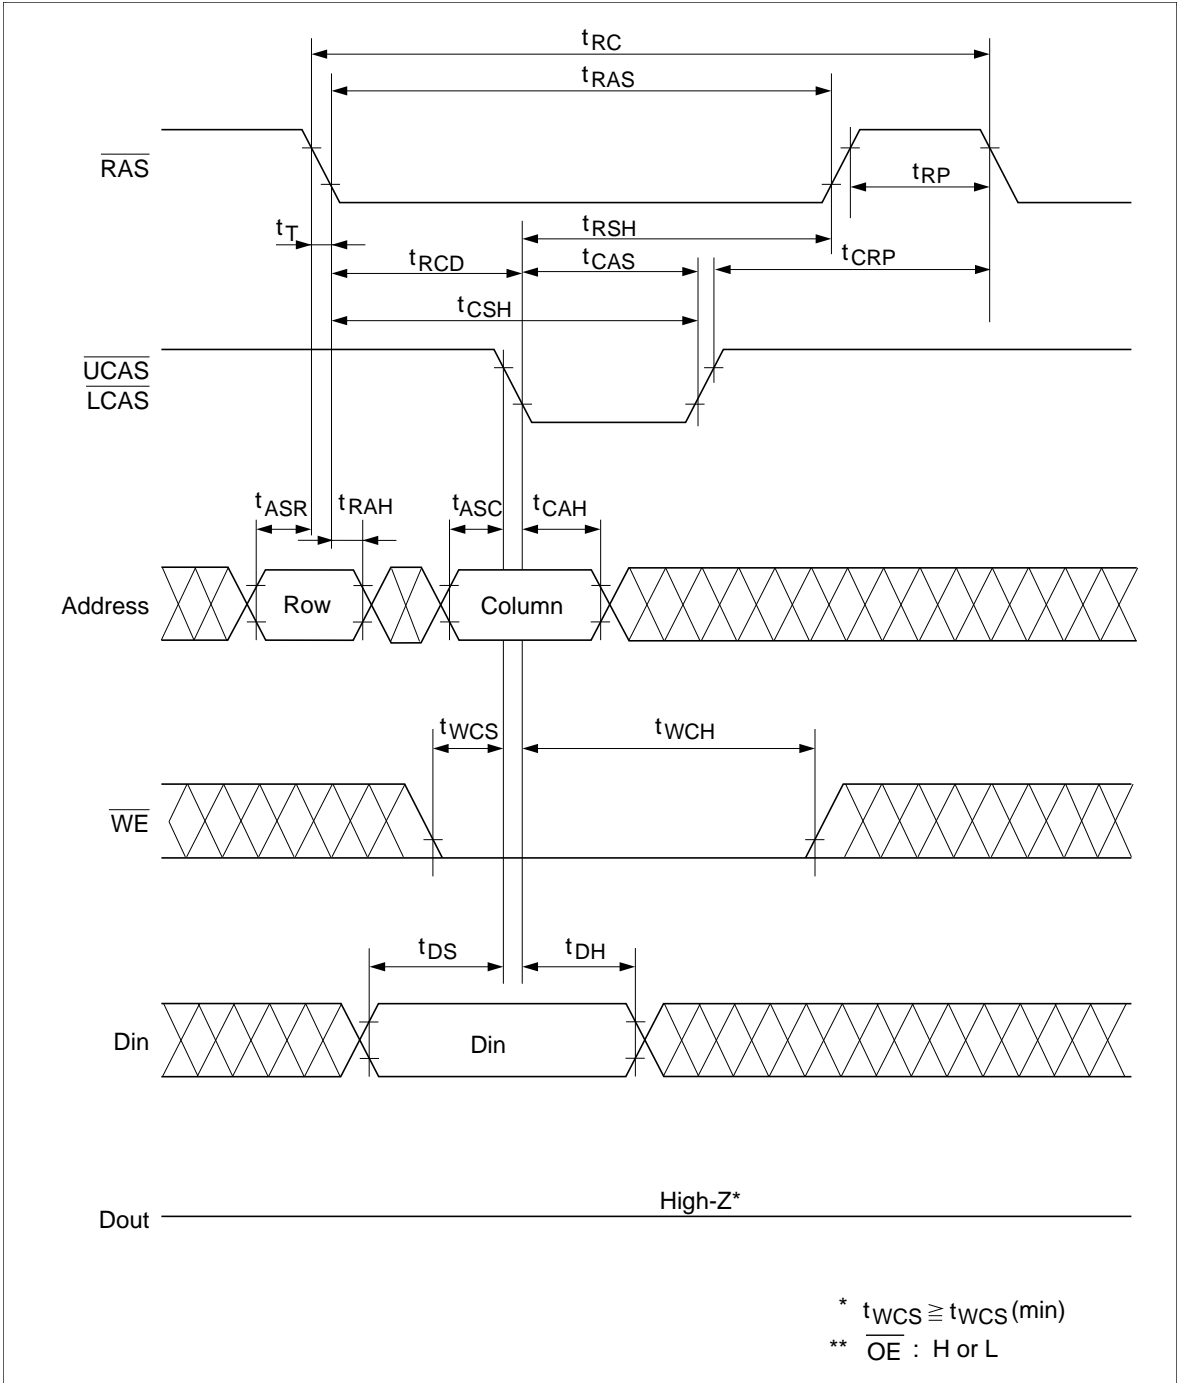 tRC
tRAS
RAS
tRP
tT
tRSH
tRCD
tCAS
tCRP
tCSH
UCAS
LCAS
tASR
tRAH
tASC
tCAH
Address
Row
Column
tWCS
tWCH
WE
tDS
tDH
Din
Din
High-Z*
Dout
* tWCS ≧ tWCS(min)
** OE : H or L